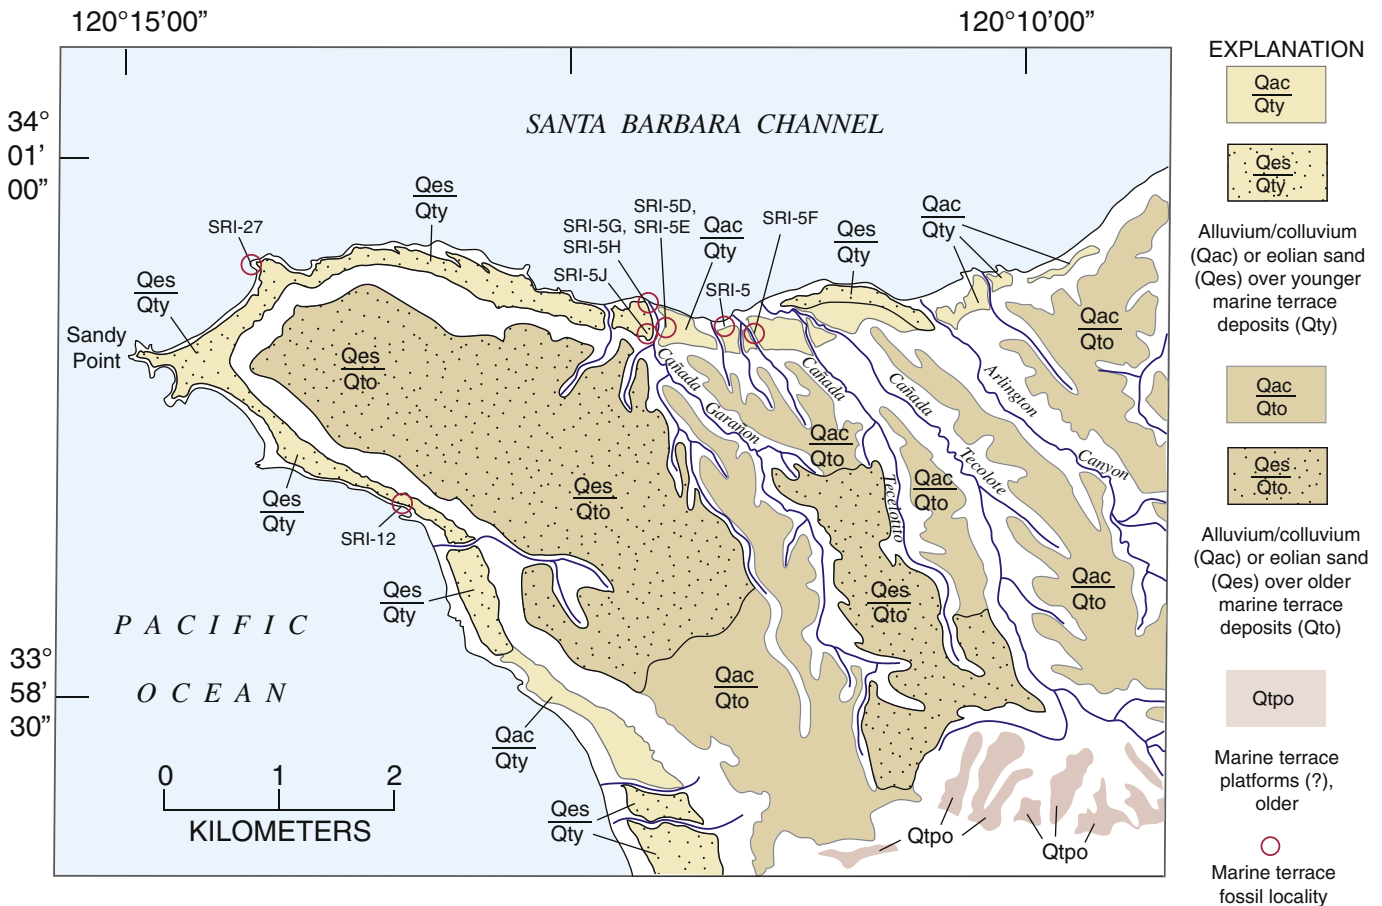 120°15'00”
120°10'00”
34°
01'
00”
33°
58'
30”
SANTA BARBARA CHANNEL
PACIFIC
OCEAN
Sandy
Point
SRI-27
Qes
Qty
Qes
Qty
SRI-5G,
SRI-5H
SRI-5D,
SRI-5E
SRI-5J
Qac
Qty
SRI-5F
SRI-5
Qes
Qty
Qac
Qty
Qac
Qto
Qes
Qto
Cañada
Garañon
Cañada
Tecelotito
Cañada
Tecolote
Arlington
Canyon
Qac
Qto
Qac
Qto
Qes
Qto
Qes
Qty
SRI-12
Qes
Qty
Qes
Qto
Qac
Qto
Qac
Qto
Qac
Qty
Qes
Qty
Qtpo
Qtpo
0 1 2
KILOMETERS
EXPLANATION
Qac
Qty
Qes
Qty
Alluvium/colluvium
(Qac) or eolian sand
(Qes) over younger
marine terrace
deposits (Qty)
Qac
Qto
Qes
Qto
Alluvium/colluvium
(Qac) or eolian sand
(Qes) over older
marine terrace
deposits (Qto)
Qtpo
Marine terrace
platforms (?),
older
Marine terrace
fossil locality